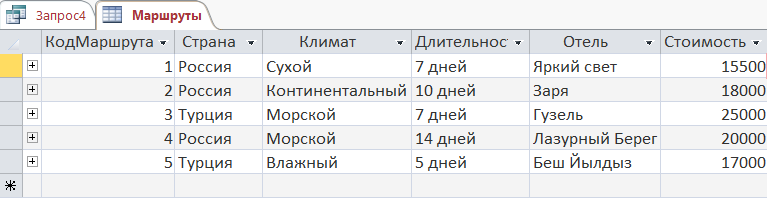 Запрос4 Маршруты
КодМаршрута Страна Климат Длительнос Отель Стоимость
1 Россия Сухой 7 дней Яркий свет 15500
2 Россия Континентальный 10 дней Заря 18000
3 Турция Морской 7 дней Гузель 25000
4 Россия Морской 14 дней Лазурный Берег 20000
5 Турция Влажный 5 дней Беш Йылдыз 17000